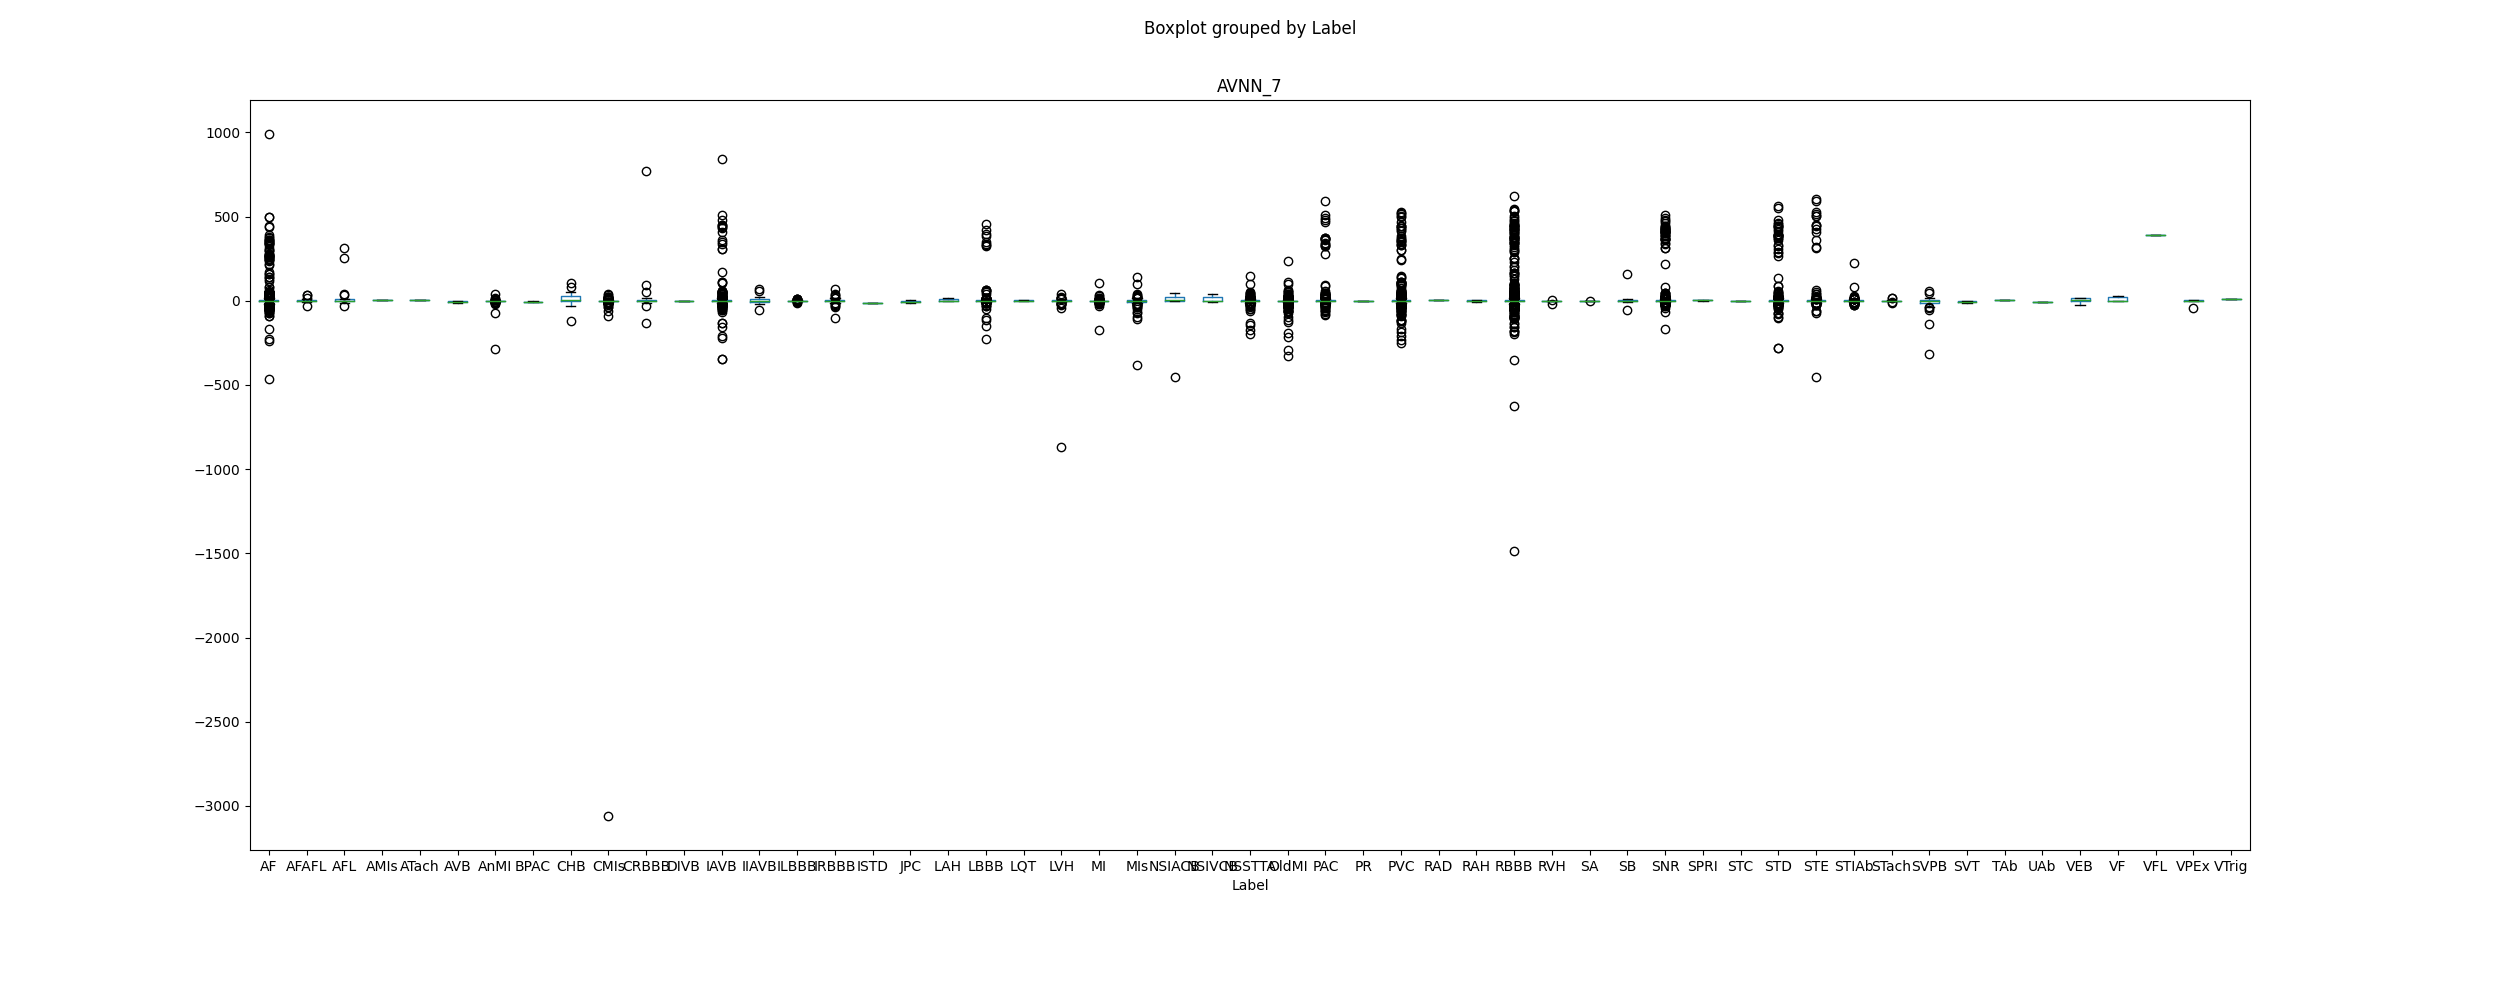 Boxplot grouped by Label
AVNN_7
1000
500
0
−500
−1000
−1500
−2000
−2500
−3000
AF AFAFL AFL AMIs ATach AVB AnMI BPAC CHB CMIs CRBBB DIVB IAVB IIAVB ILBBB IRBBB ISTD JPC LAH LBBB LQT LVH MI MIs NSIACB NSIVCB NSSTTA OldMI PAC PR PVC RAD RAH RBBB RVH SA SB SNR SPRI STC STD STE STIAb STach SVPB SVT TAb UAb VEB VF VFL VPEx VTrig
Label